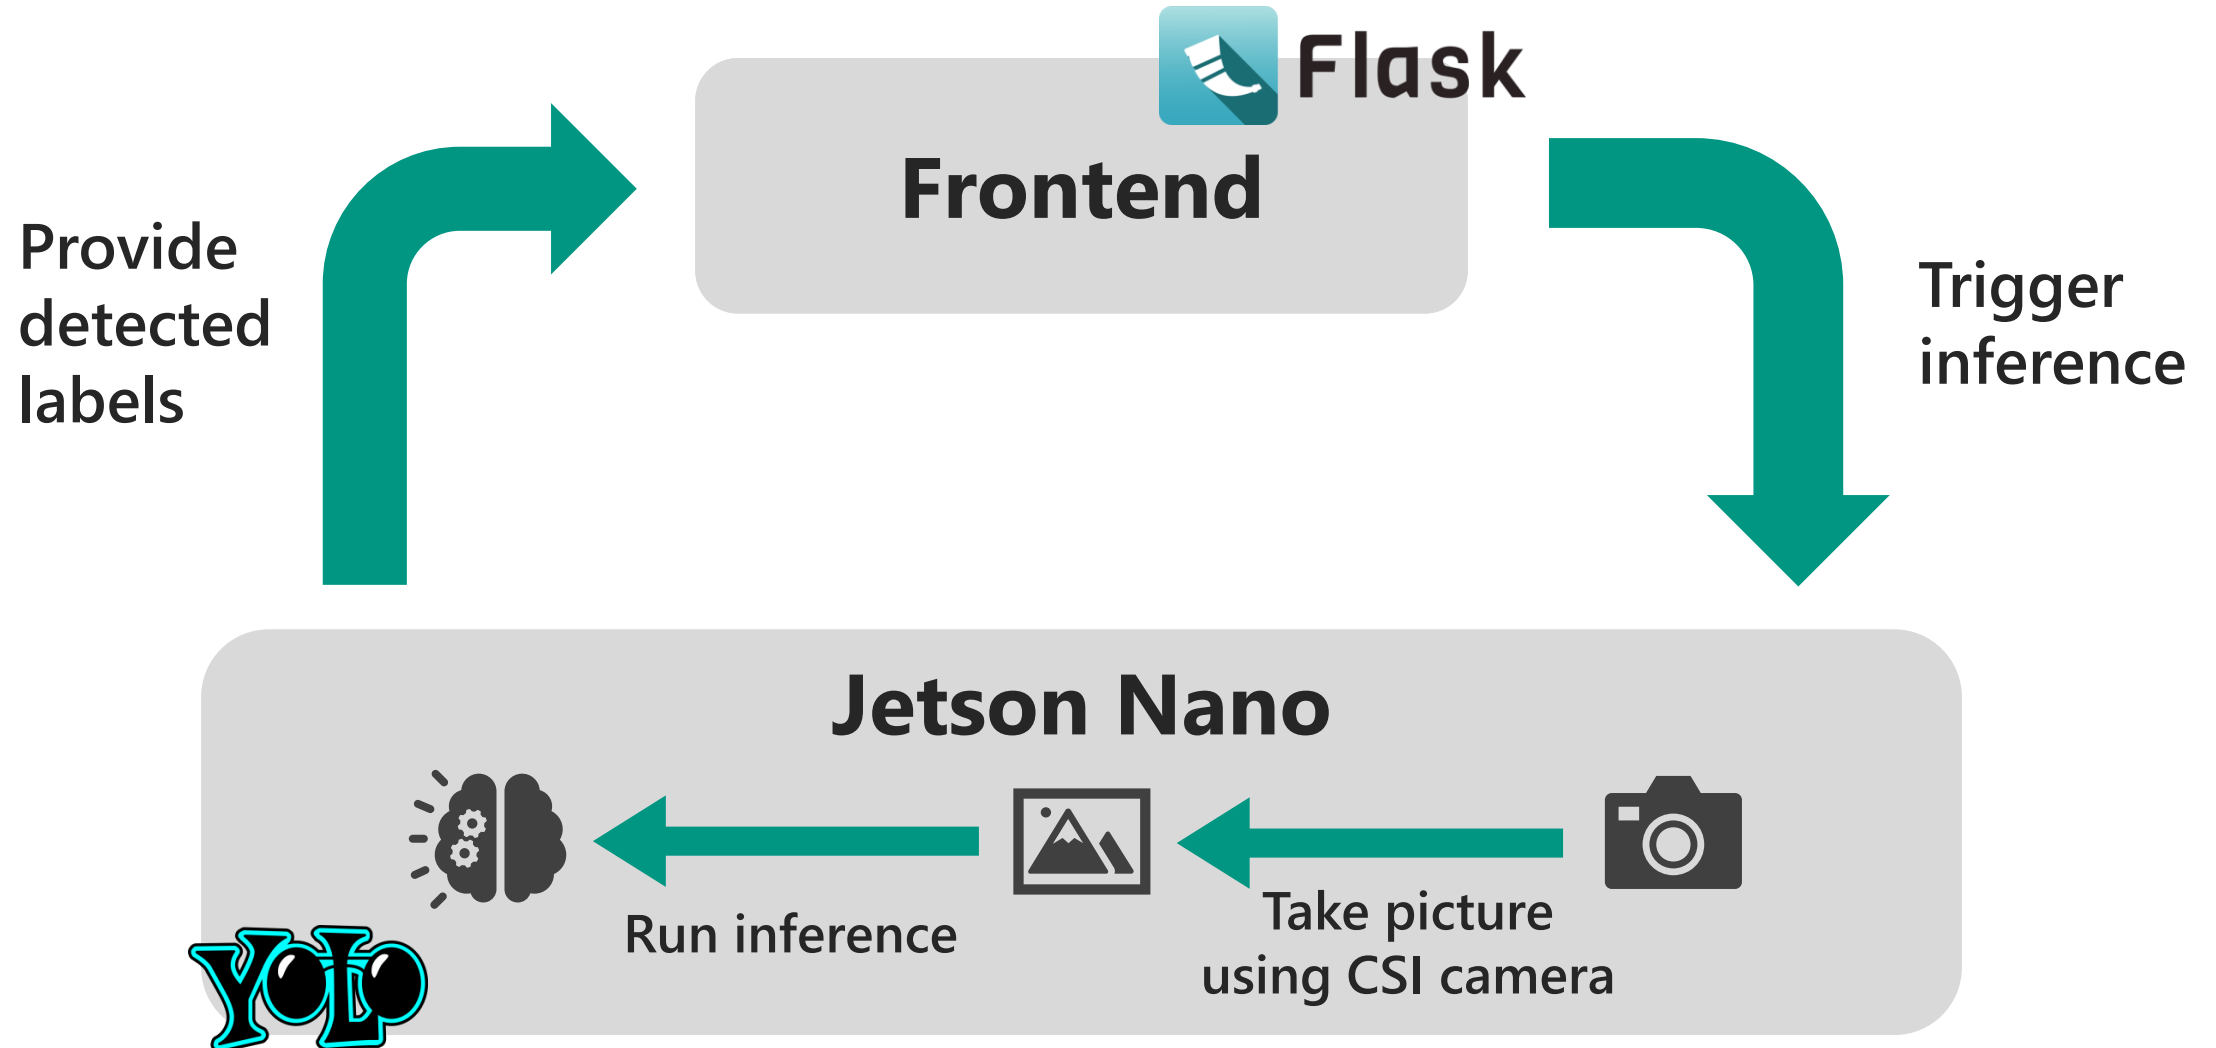 Flask
Frontend
Provide
detected
labels
Trigger
inference
Jetson Nano
Run inference
Take picture
using CSI camera
YOLO